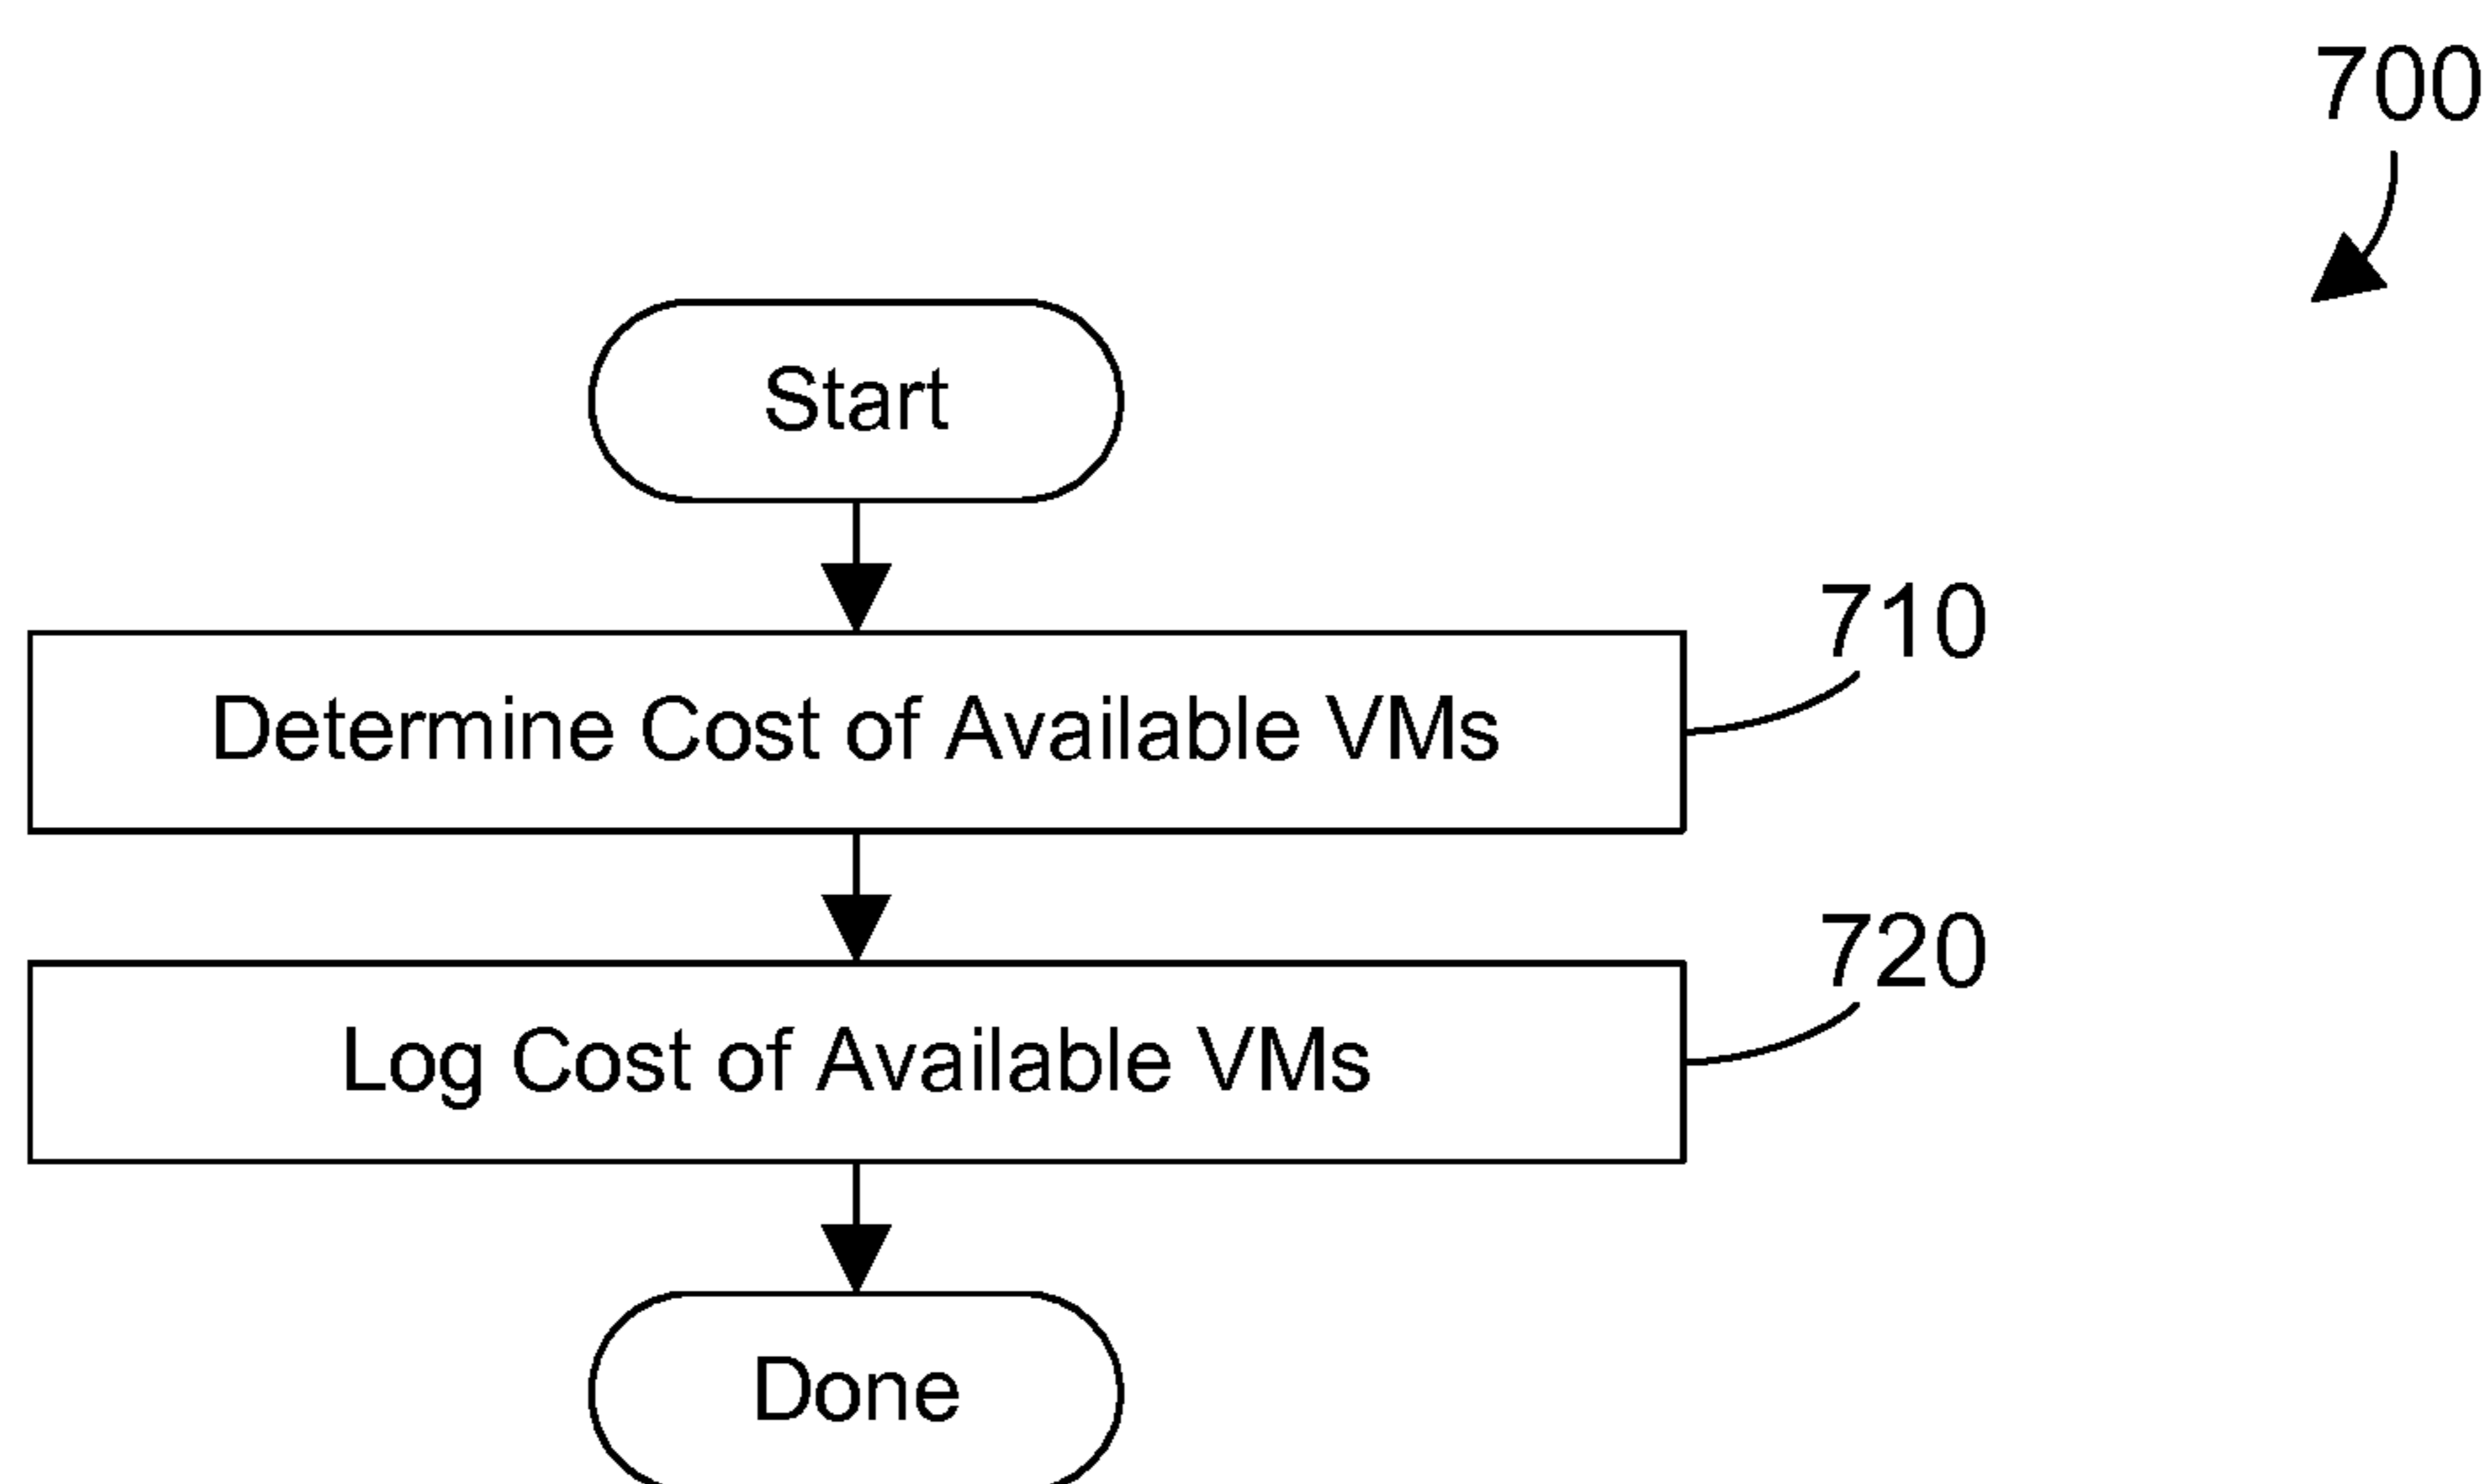 700
Start
710
Determine Cost of Available VMs
720
Log Cost of Available VMs
Done